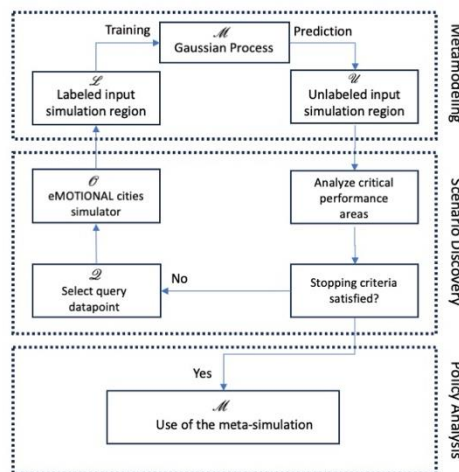 Training
ℳ
Gaussian Process
Prediction
ℒ
Labeled input
simulation region
𝒰
Unlabeled input
simulation region
Metamodeling
𝒪
eMOTIONAL cities
simulator
Analyze critical
performance
areas
𝒬
Select query
datapoint
No
Stopping criteria
satisfied?
Scenario Discovery
Yes
ℳ
Use of the meta-simulation
Policy Analysis